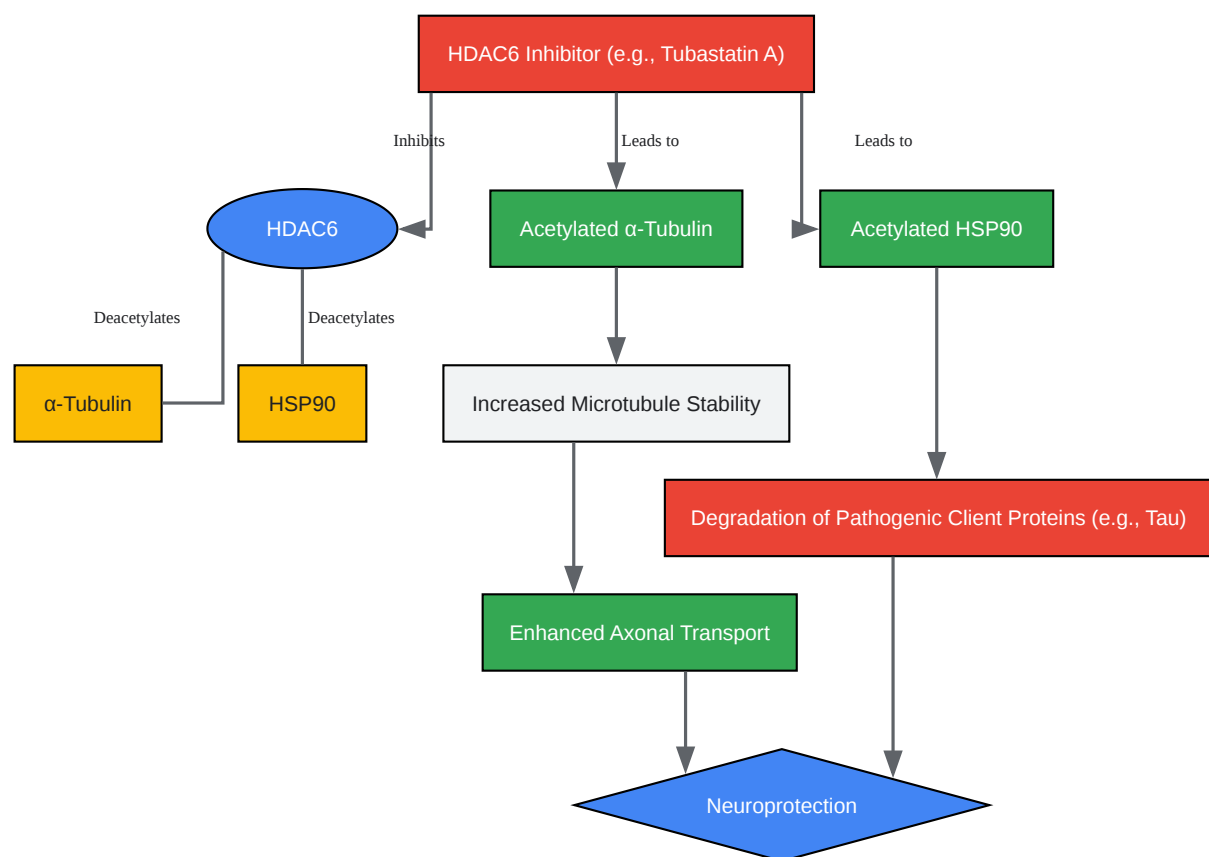 HDAC6 Inhibitor (e.g., Tubastatin A)
Inhibits
Leads to
Leads to
HDAC6
Acetylated α-Tubulin
Acetylated HSP90
Deacetylates
Deacetylates
α-Tubulin
HSP90
Increased Microtubule Stability
Degradation of Pathogenic Client Proteins (e.g., Tau)
Enhanced Axonal Transport
Neuroprotection